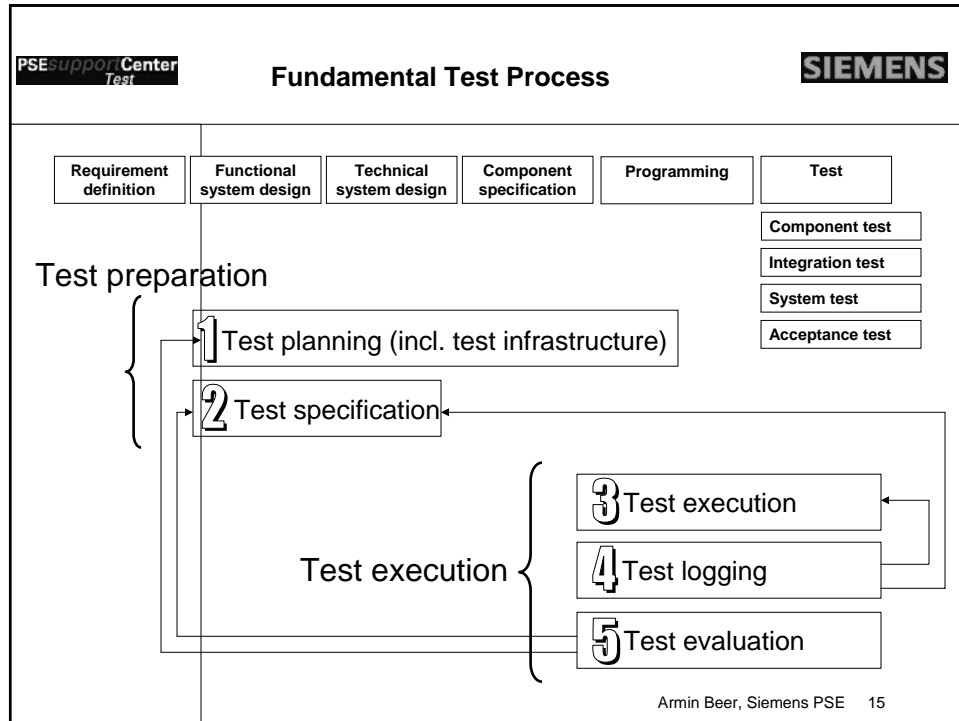 PSEsupportCenter
Test
Fundamental Test Process
SIEMENS
Requirement
definition
Functional
system design
Technical
system design
Component
specification
Programming
Test
Component test
Integration test
System test
Acceptance test
Test preparation
1 Test planning (incl. test infrastructure)
2 Test specification
3 Test execution
Test execution
4 Test logging
5 Test evaluation
Armin Beer, Siemens PSE 15